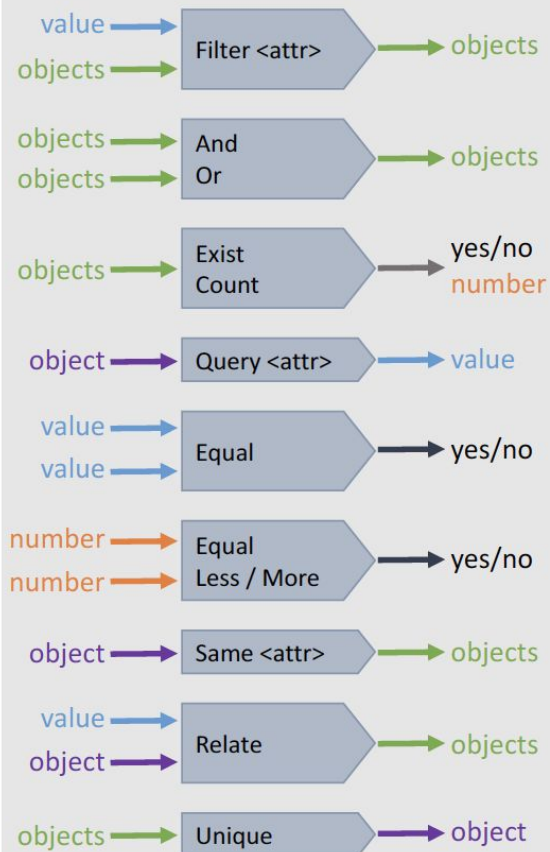 value
objects
Filter <attr>
objects
objects
objects
And
Or
objects
objects
Exist
Count
yes/no
number
object
Query <attr>
value
value
value
Equal
yes/no
number
number
Equal
Less / More
yes/no
object
Same <attr>
objects
value
object
Relate
objects
objects
Unique
object